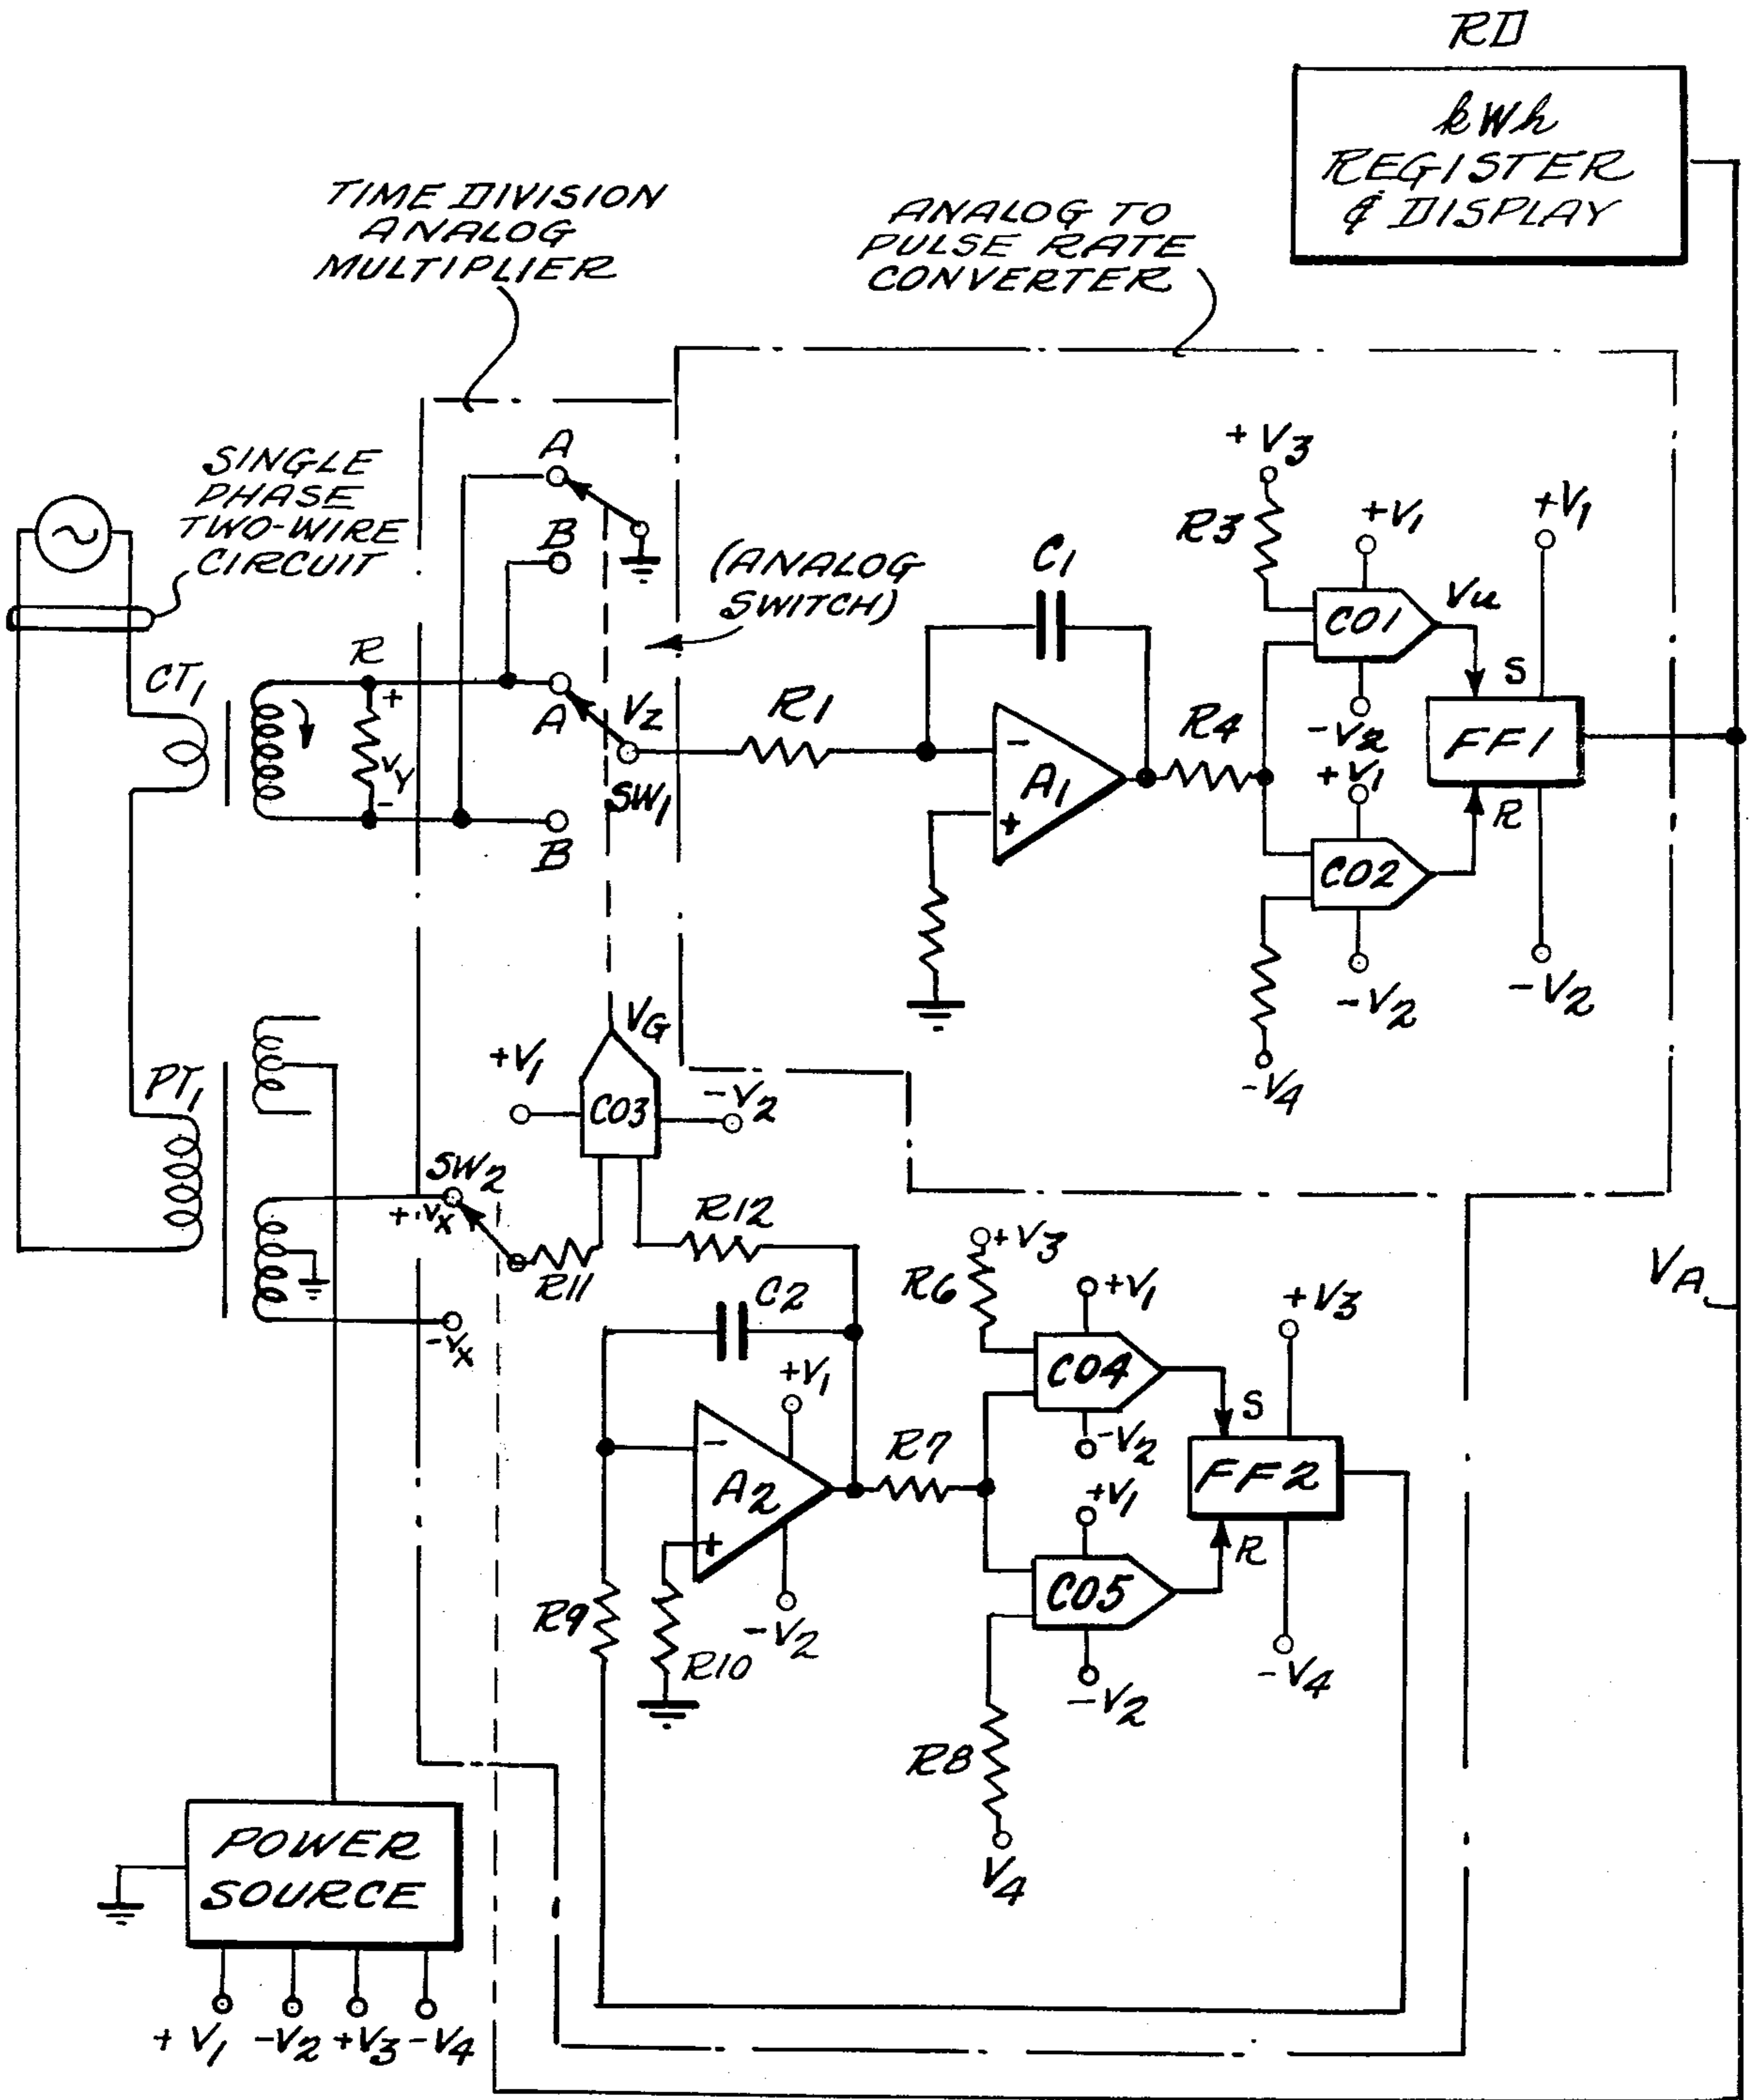 RD
kWh
REGISTER
& DISPLAY
TIME DIVISION
ANALOG
MULTIPLIER
ANALOG TO
PULSE RATE
CONVERTER
SINGLE
PHASE
TWO-WIRE
CIRCUIT
A
B
(ANALOG
SWITCH)
C1
+V3
R3
+V1
+V1
CO1
Vu
S
-V2
FF1
R
CT1
R
+
VY
-
A
VZ
SW1
B
R1
-
A1
+
R4
+V1
CO2
-V2
-V2
-V4
VG
+V1
CO3
-V2
PT1
SW2
+vx
-vx
R11
R12
C2
+V1
-
A2
+
-V2
R7
R9
R10
+V3
R6
+V1
CO4
-V2
S
+V3
FF2
+V1
CO5
R
-V2
-V4
R8
V4
VA
POWER
SOURCE
+V1 -V2 +V3 -V4